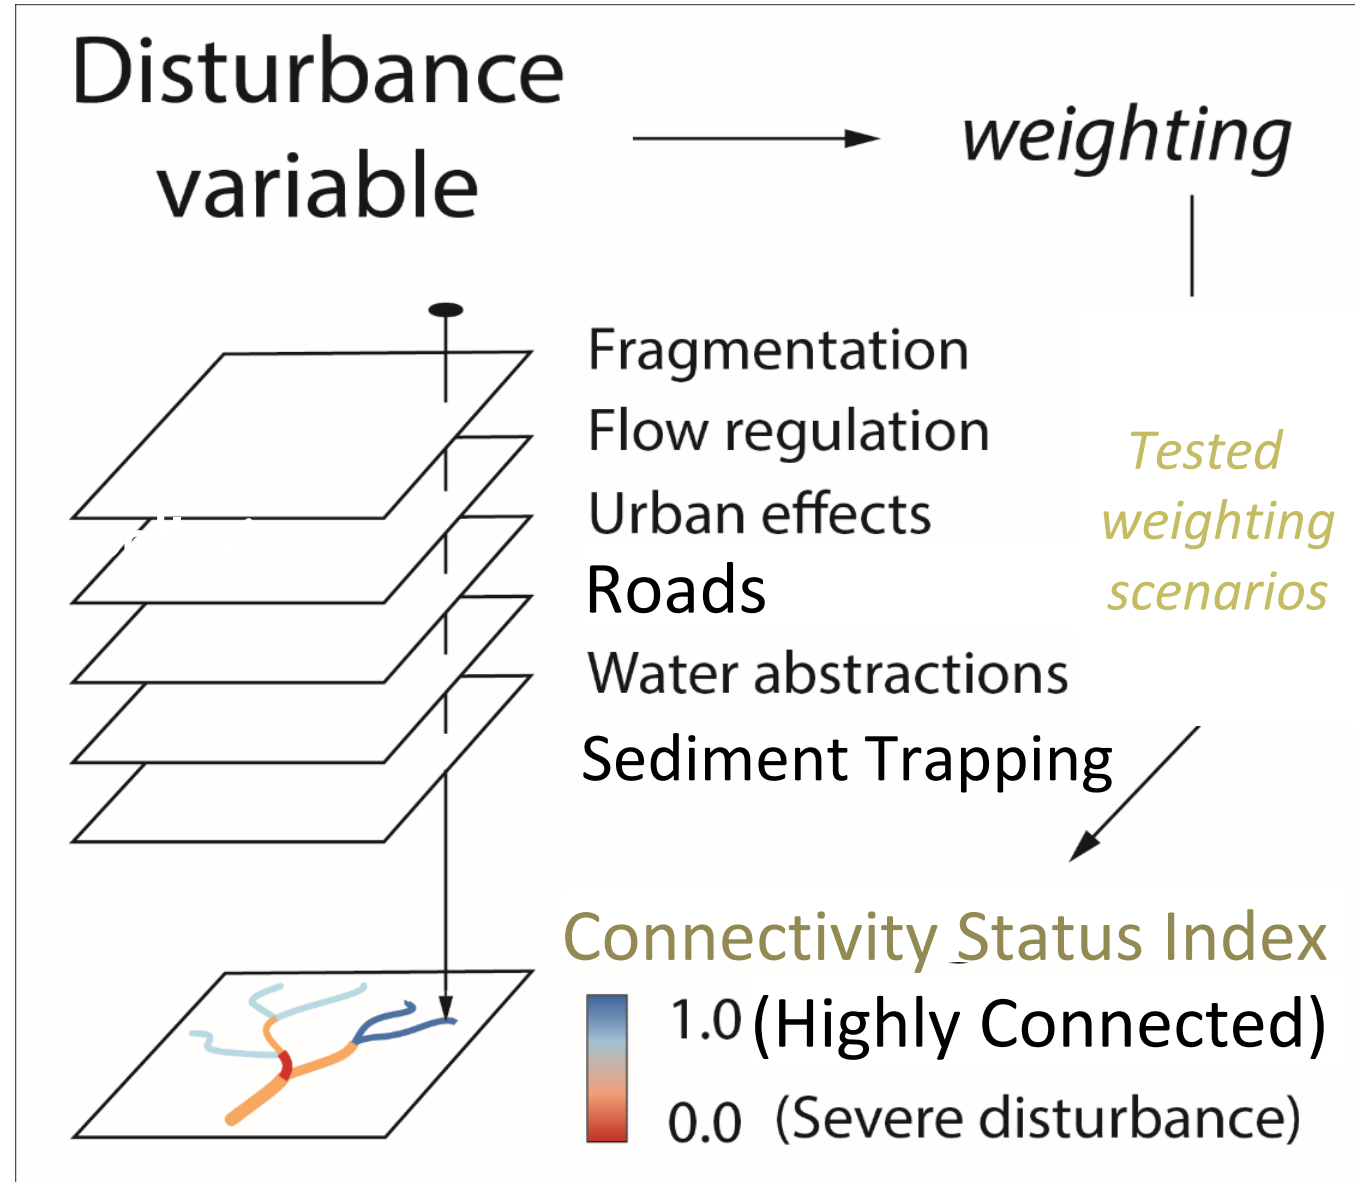 Disturbance
variable
weighting
Fragmentation
Flow regulation
Urban effects
Roads
Water abstractions
Sediment Trapping
Tested
weighting
scenarios
Connectivity Status Index
1.0 (Highly Connected)
0.0 (Severe disturbance)